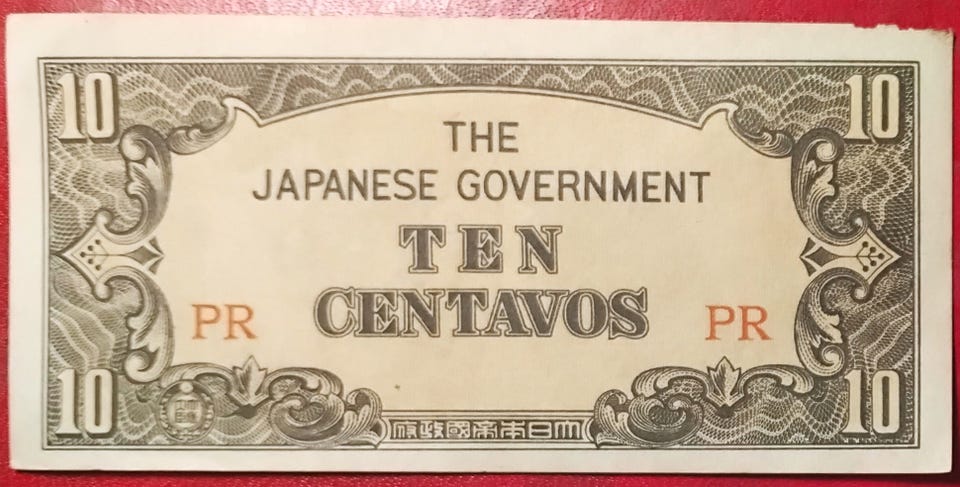 10 10
THE
JAPANESE GOVERNMENT
TEN
CENTAVOS
PR PR
10 10
大日本帝國政府